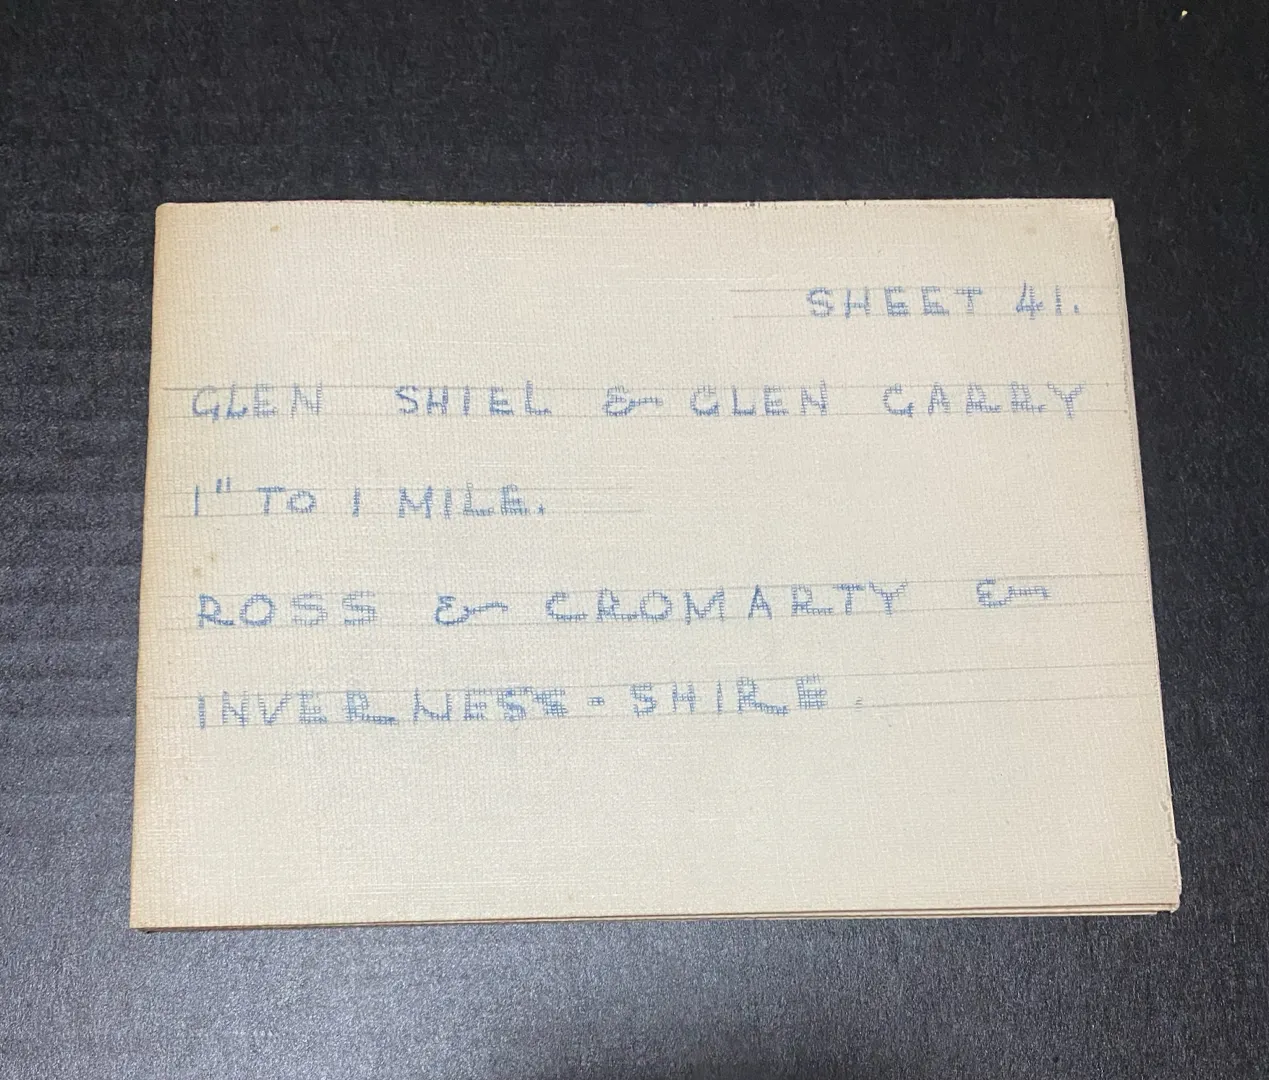 SHEET 41.
GLEN SHIEL & GLEN GARRY
1" TO 1 MILE.
ROSS & CROMARTY &
INVERNESS-SHIRE.